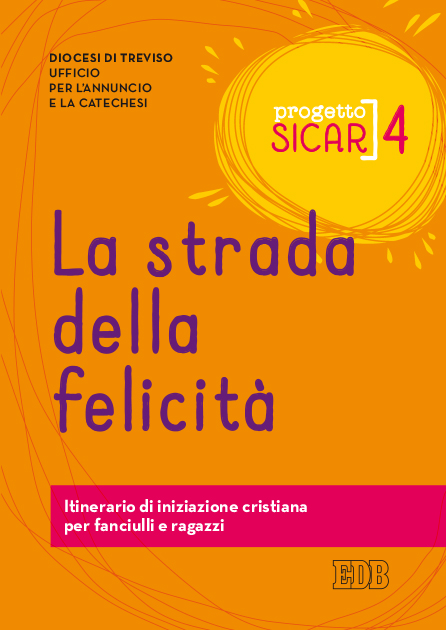 DIOCESI DI TREVISO
UFFICIO
PER L'ANNUNCIO
E LA CATECHESI
progetto
SICAR]4
La strada
della
felicità
Itinerario di iniziazione cristiana
per fanciulli e ragazzi
EDB